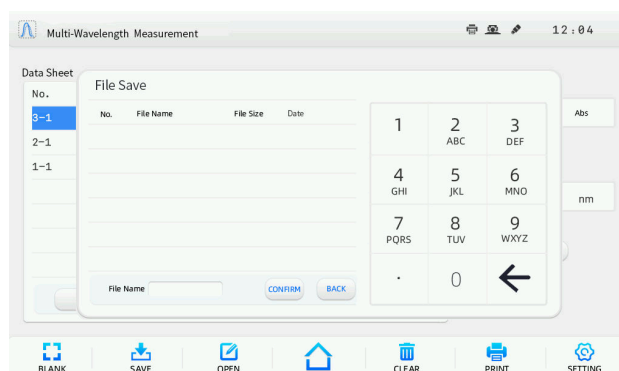 Multi-Wavelength Measurement 12:04
Data Sheet
File Save
No.
No. File Name File Size Date
3-1
2-1
1-1
1 2 ABC 3 DEF
4 GHI 5 JKL 6 MNO
7 PQRS 8 TUV 9 WXYZ
. 0
Abs
nm
File Name CONFIRM BACK
BLANK SAVE OPEN CLEAR PRINT SETTING